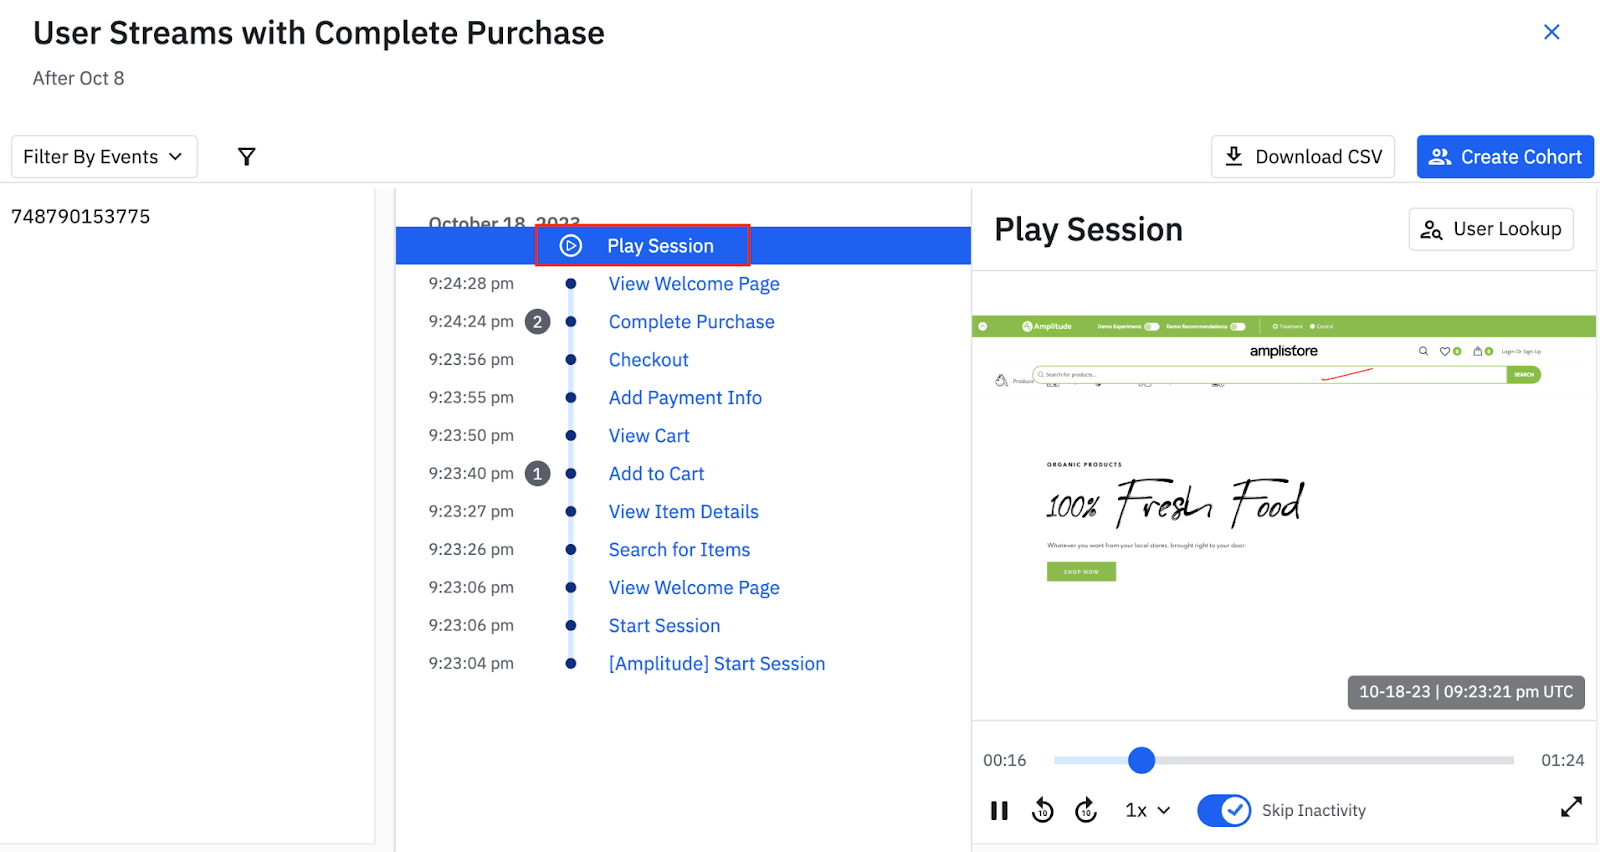 User Streams with Complete Purchase
After Oct 8
Filter By Events
Download CSV
Create Cohort
748790153775
October 18, 2023
Play Session
9:24:28 pm View Welcome Page
9:24:24 pm 2 Complete Purchase
9:23:56 pm Checkout
9:23:55 pm Add Payment Info
9:23:50 pm View Cart
9:23:40 pm 1 Add to Cart
9:23:27 pm View Item Details
9:23:26 pm Search for Items
9:23:06 pm View Welcome Page
9:23:06 pm Start Session
9:23:04 pm [Amplitude] Start Session
Play Session
User Lookup
Amplitude Demo Experiment: Demo Recommendations: Treatment Control
amplistore 0 0 Login Or Sign Up
Search for products... SEARCH
Produce
ORGANIC PRODUCTS
100% Fresh Food
Whatever you want from your local stores, brought right to your door.
SHOP NOW
10-18-23 | 09:23:21 pm UTC
00:16 01:24
10 10 1x Skip Inactivity